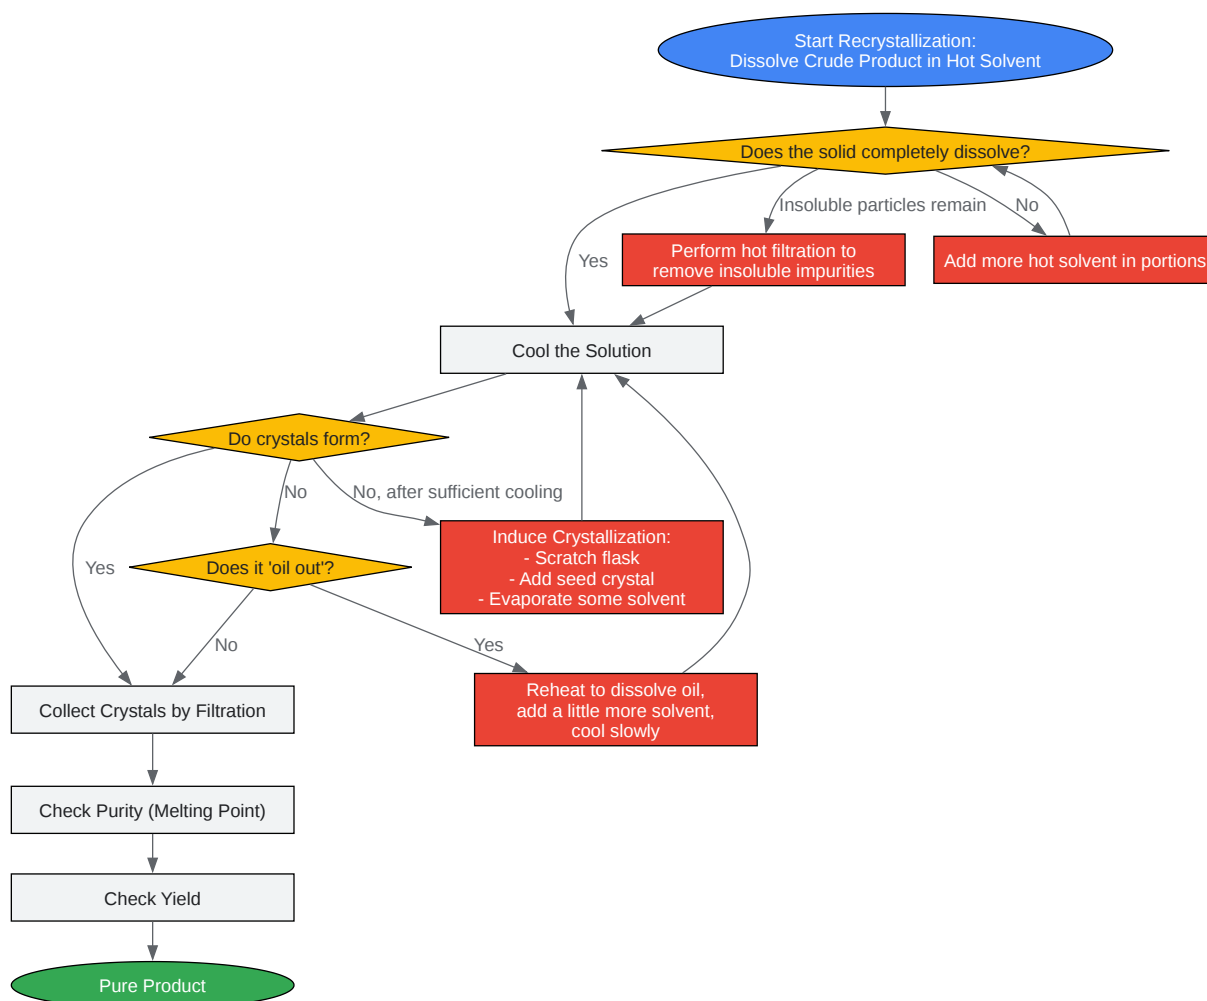 Start Recrystallization:
Dissolve Crude Product in Hot Solvent
Does the solid completely dissolve?
Insoluble particles remain
No
Yes
Perform hot filtration to
remove insoluble impurities
Add more hot solvent in portions
Cool the Solution
Do crystals form?
No
No, after sufficient cooling
Yes
Does it 'oil out'?
Induce Crystallization:
- Scratch flask
- Add seed crystal
- Evaporate some solvent
No
Yes
Collect Crystals by Filtration
Reheat to dissolve oil,
add a little more solvent,
cool slowly
Check Purity (Melting Point)
Check Yield
Pure Product